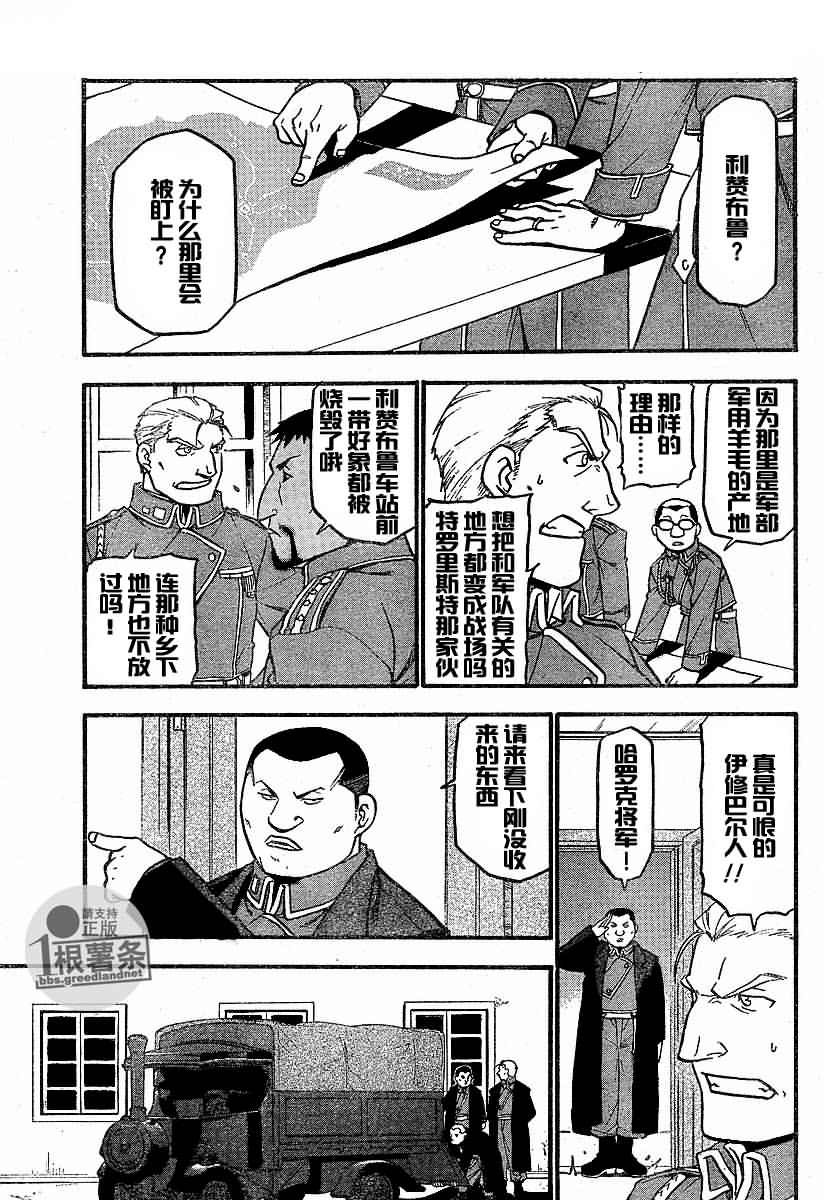 利赞布鲁？
为什么那里会
被盯上？
因为那里是军部
军用羊毛的产地
那样的
理由……
想把和军队有关的
地方都变成战场吗
特罗里斯特那家伙
利赞布鲁车站前
一带好象都被
烧毁了哦
连那种乡下
地方也不放
过吗！
真是可恨的
伊修巴尔人！！
哈罗克将军！
请来看下刚没收
来的东西
请支持
正版
1根薯条
bbs.greedland.net